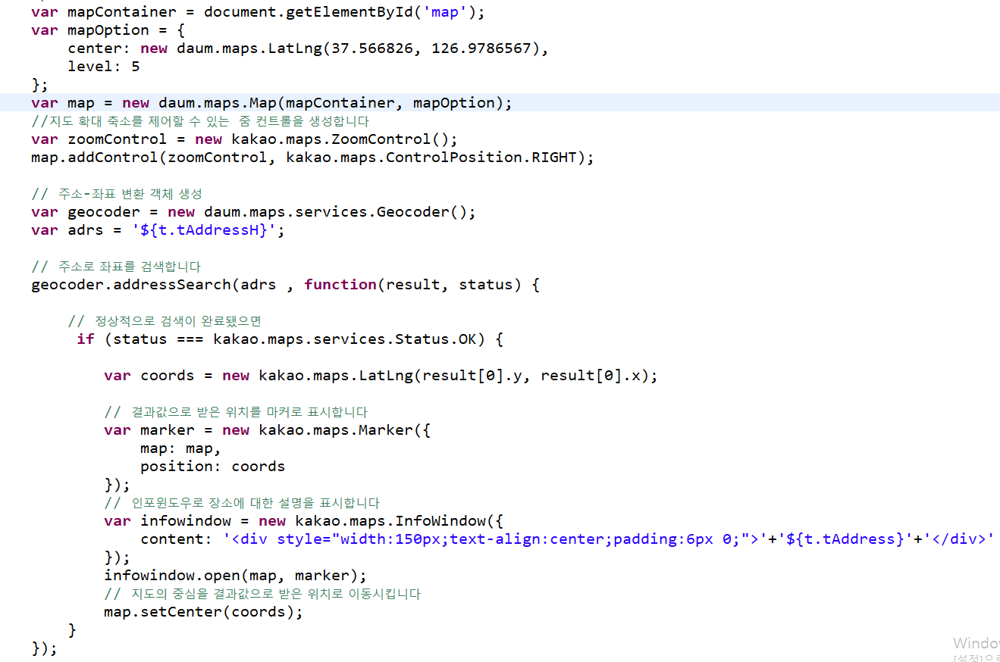 var mapContainer = document.getElementById('map');
var mapOption = {
    center: new daum.maps.LatLng(37.566826, 126.9786567),
    level: 5
};
var map = new daum.maps.Map(mapContainer, mapOption);
//지도 확대 축소를 제어할 수 있는 줌 컨트롤을 생성합니다
var zoomControl = new kakao.maps.ZoomControl();
map.addControl(zoomControl, kakao.maps.ControlPosition.RIGHT);
// 주소-좌표 변환 객체 생성
var geocoder = new daum.maps.services.Geocoder();
var adrs = '${t.tAddressH}';
// 주소로 좌표를 검색합니다
geocoder.addressSearch(adrs , function(result, status) {
    // 정상적으로 검색이 완료됐으면
     if (status === kakao.maps.services.Status.OK) {
        var coords = new kakao.maps.LatLng(result[0].y, result[0].x);
        // 결과값으로 받은 위치를 마커로 표시합니다
        var marker = new kakao.maps.Marker({
            map: map,
            position: coords
        });
        // 인포윈도우로 장소에 대한 설명을 표시합니다
        var infowindow = new kakao.maps.InfoWindow({
            content: '<div style="width:150px;text-align:center;padding:6px 0;">'+'${t.tAddress}'+'</div>'
        });
        infowindow.open(map, marker);
        // 지도의 중심을 결과값으로 받은 위치로 이동시킵니다
        map.setCenter(coords);
    }
});